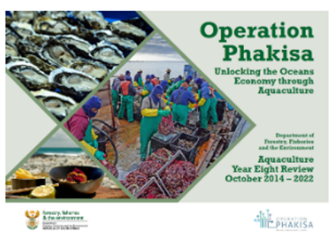 Operation
Phakisa
Unlocking the Oceans
Economy through
Aquaculture
Department of
Forestry, Fisheries
and the Environment
Aquaculture
Year Eight Review
October 2014 – 2022
forestry, fisheries
& the environment
OPERATION
PHAKISA